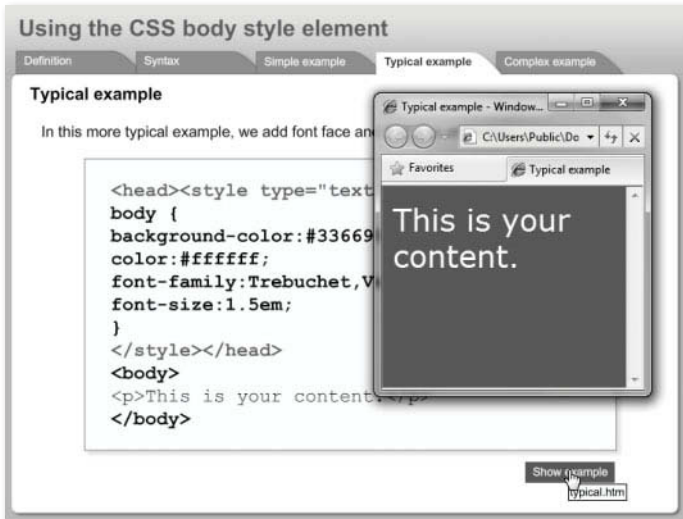 Using the CSS body style element
Definition
Syntax
Simple example
Typical example
Complex example
Typical example
In this more typical example, we add font face
<head><style type="text
body {
background-color:#33669
color:#ffffff;
font-family:Trebuchet,V
font-size:1.5em;
}
</style></head>
<body>
<p>This is your content.</p>
</body>
Show example
typical.htm
Typical example - Window...
C:\Users\Public\Do
Favorites
Typical example
This is your
content.